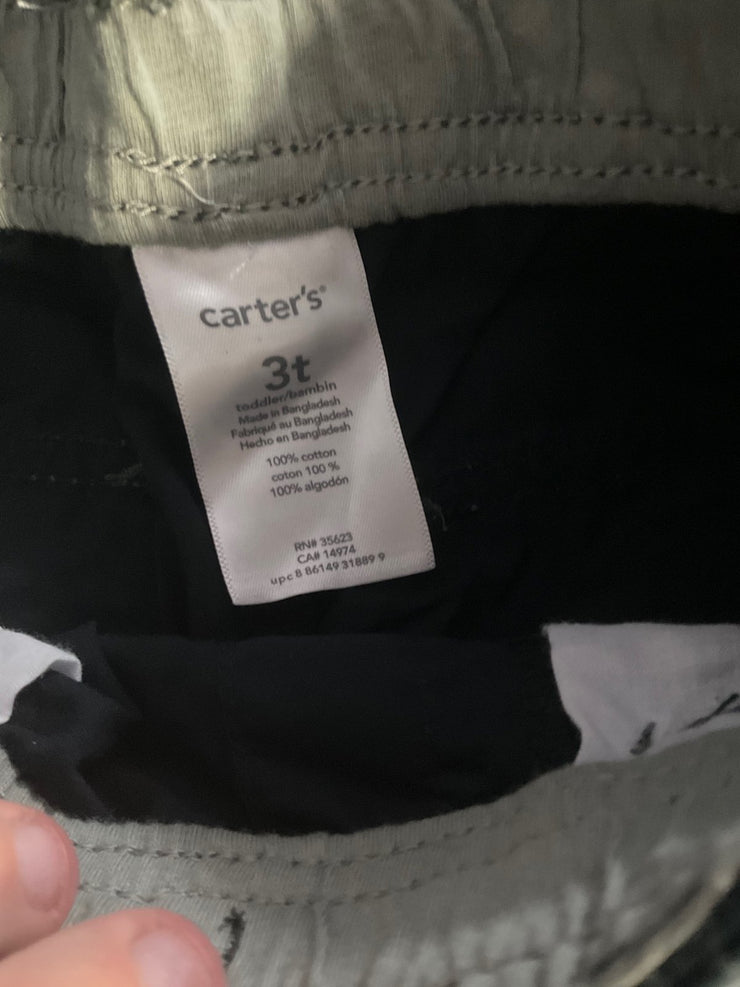 carter's®
3t
toddler/bambin
Made in Bangladesh
Fabriqué au Bangladesh
Hecho en Bangladesh
100% cotton
coton 100 %
100% algodón
RN# 35623
CA# 14974
upc 8 86149 31889 9